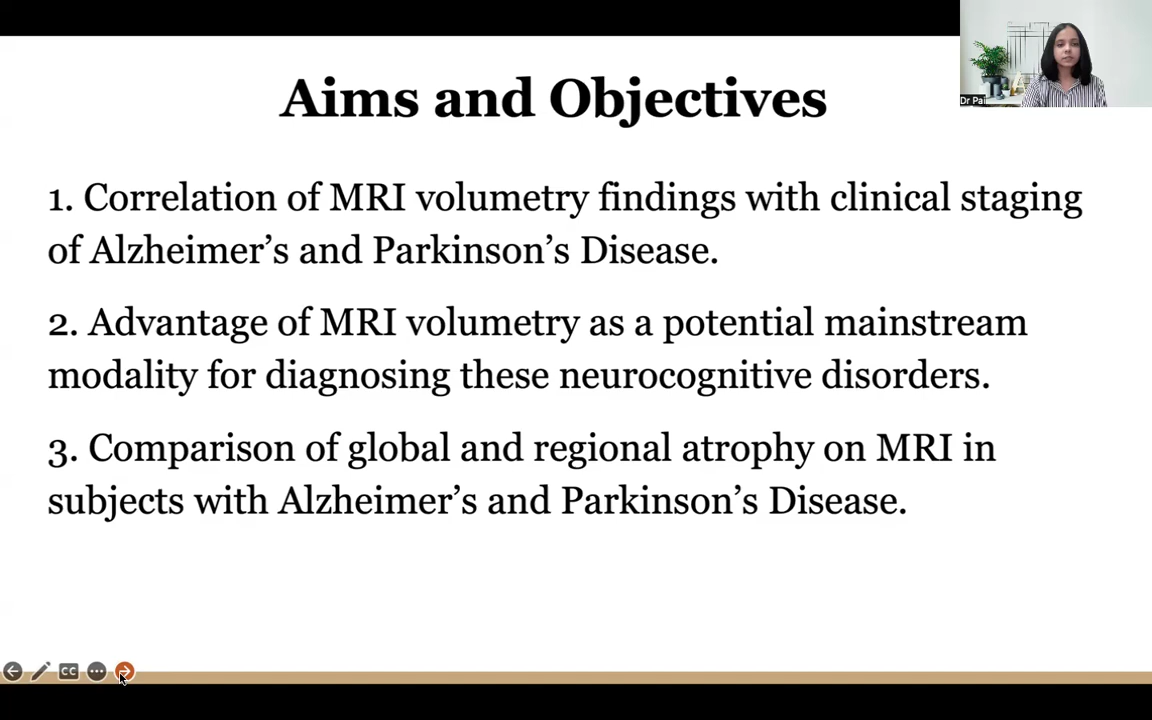 Aims and Objectives
Dr Pai
1. Correlation of MRI volumetry findings with clinical staging
of Alzheimer’s and Parkinson’s Disease.
2. Advantage of MRI volumetry as a potential mainstream
modality for diagnosing these neurocognitive disorders.
3. Comparison of global and regional atrophy on MRI in
subjects with Alzheimer’s and Parkinson’s Disease.
CC